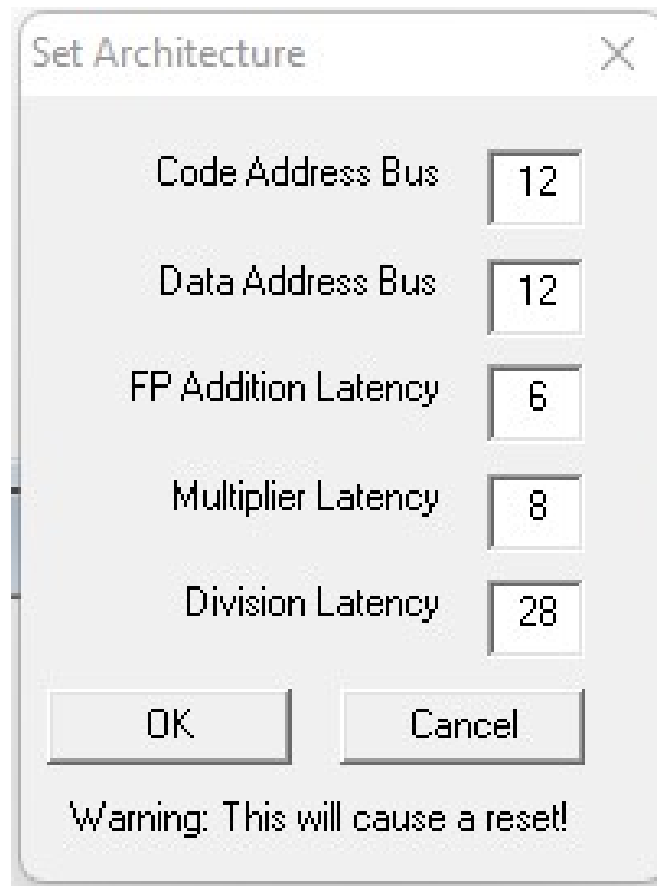 Set Architecture
Code Address Bus 12
Data Address Bus 12
FP Addition Latency 6
Multiplier Latency 8
Division Latency 28
OK Cancel
Warning: This will cause a reset!